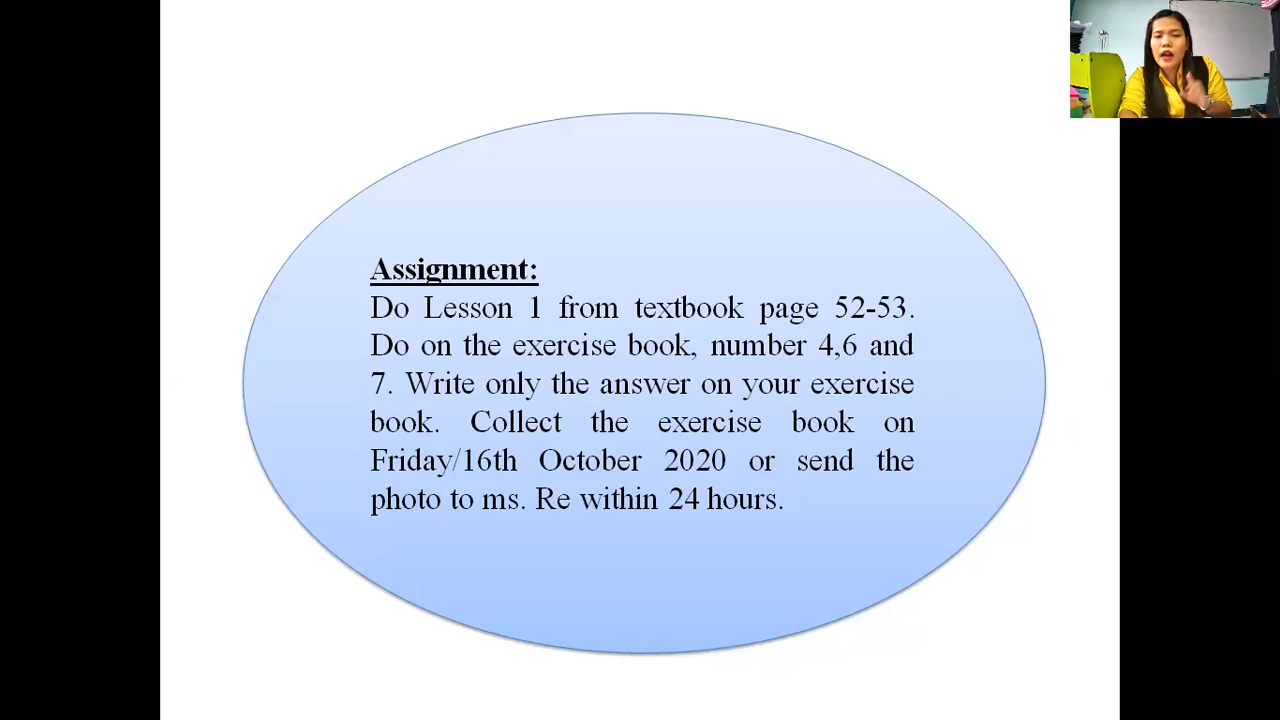 Assignment:
Do Lesson 1 from textbook page 52-53.
Do on the exercise book, number 4,6 and
7. Write only the answer on your exercise
book. Collect the exercise book on
Friday/16th October 2020 or send the
photo to ms. Re within 24 hours.